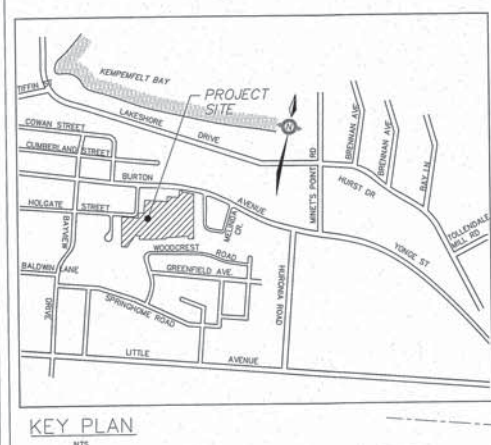 KEMPEMFELT BAY
PROJECT
SITE
TIFFIN ST
LAKESHORE
DRIVE
N
COWAN STREET
CUMBERLAND STREET
BURTON
AVENUE
HOLGATE STREET
BAYVIEW
DRIVE
MELINDA
CR.
WOODCREST ROAD
GREENFIELD AVE.
BALDWIN LANE
SPRINGHOME ROAD
HURONIA ROAD
MINET'S POINT RD
BRENNAN AVE
BRENNAN AVE
BAY LN
HURST DR
TOLLENDALE
MILL RD
YONGE ST
LITTLE
AVENUE
KEY PLAN
NTS